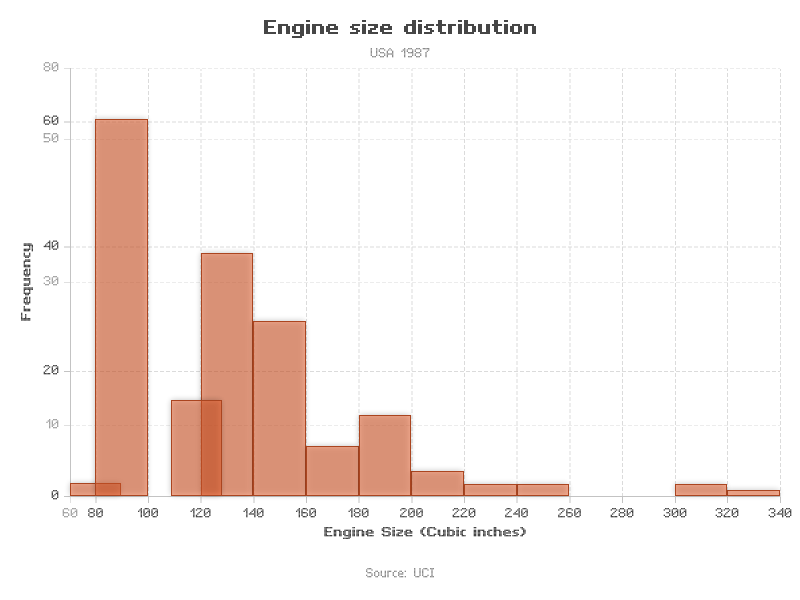 Engine size distribution
USA 1987
80
60
50
40
30
20
10
0
Frequency
60 80 100 120 140 160 180 200 220 240 260 280 300 320 340
Engine Size (Cubic inches)
Source: UCI